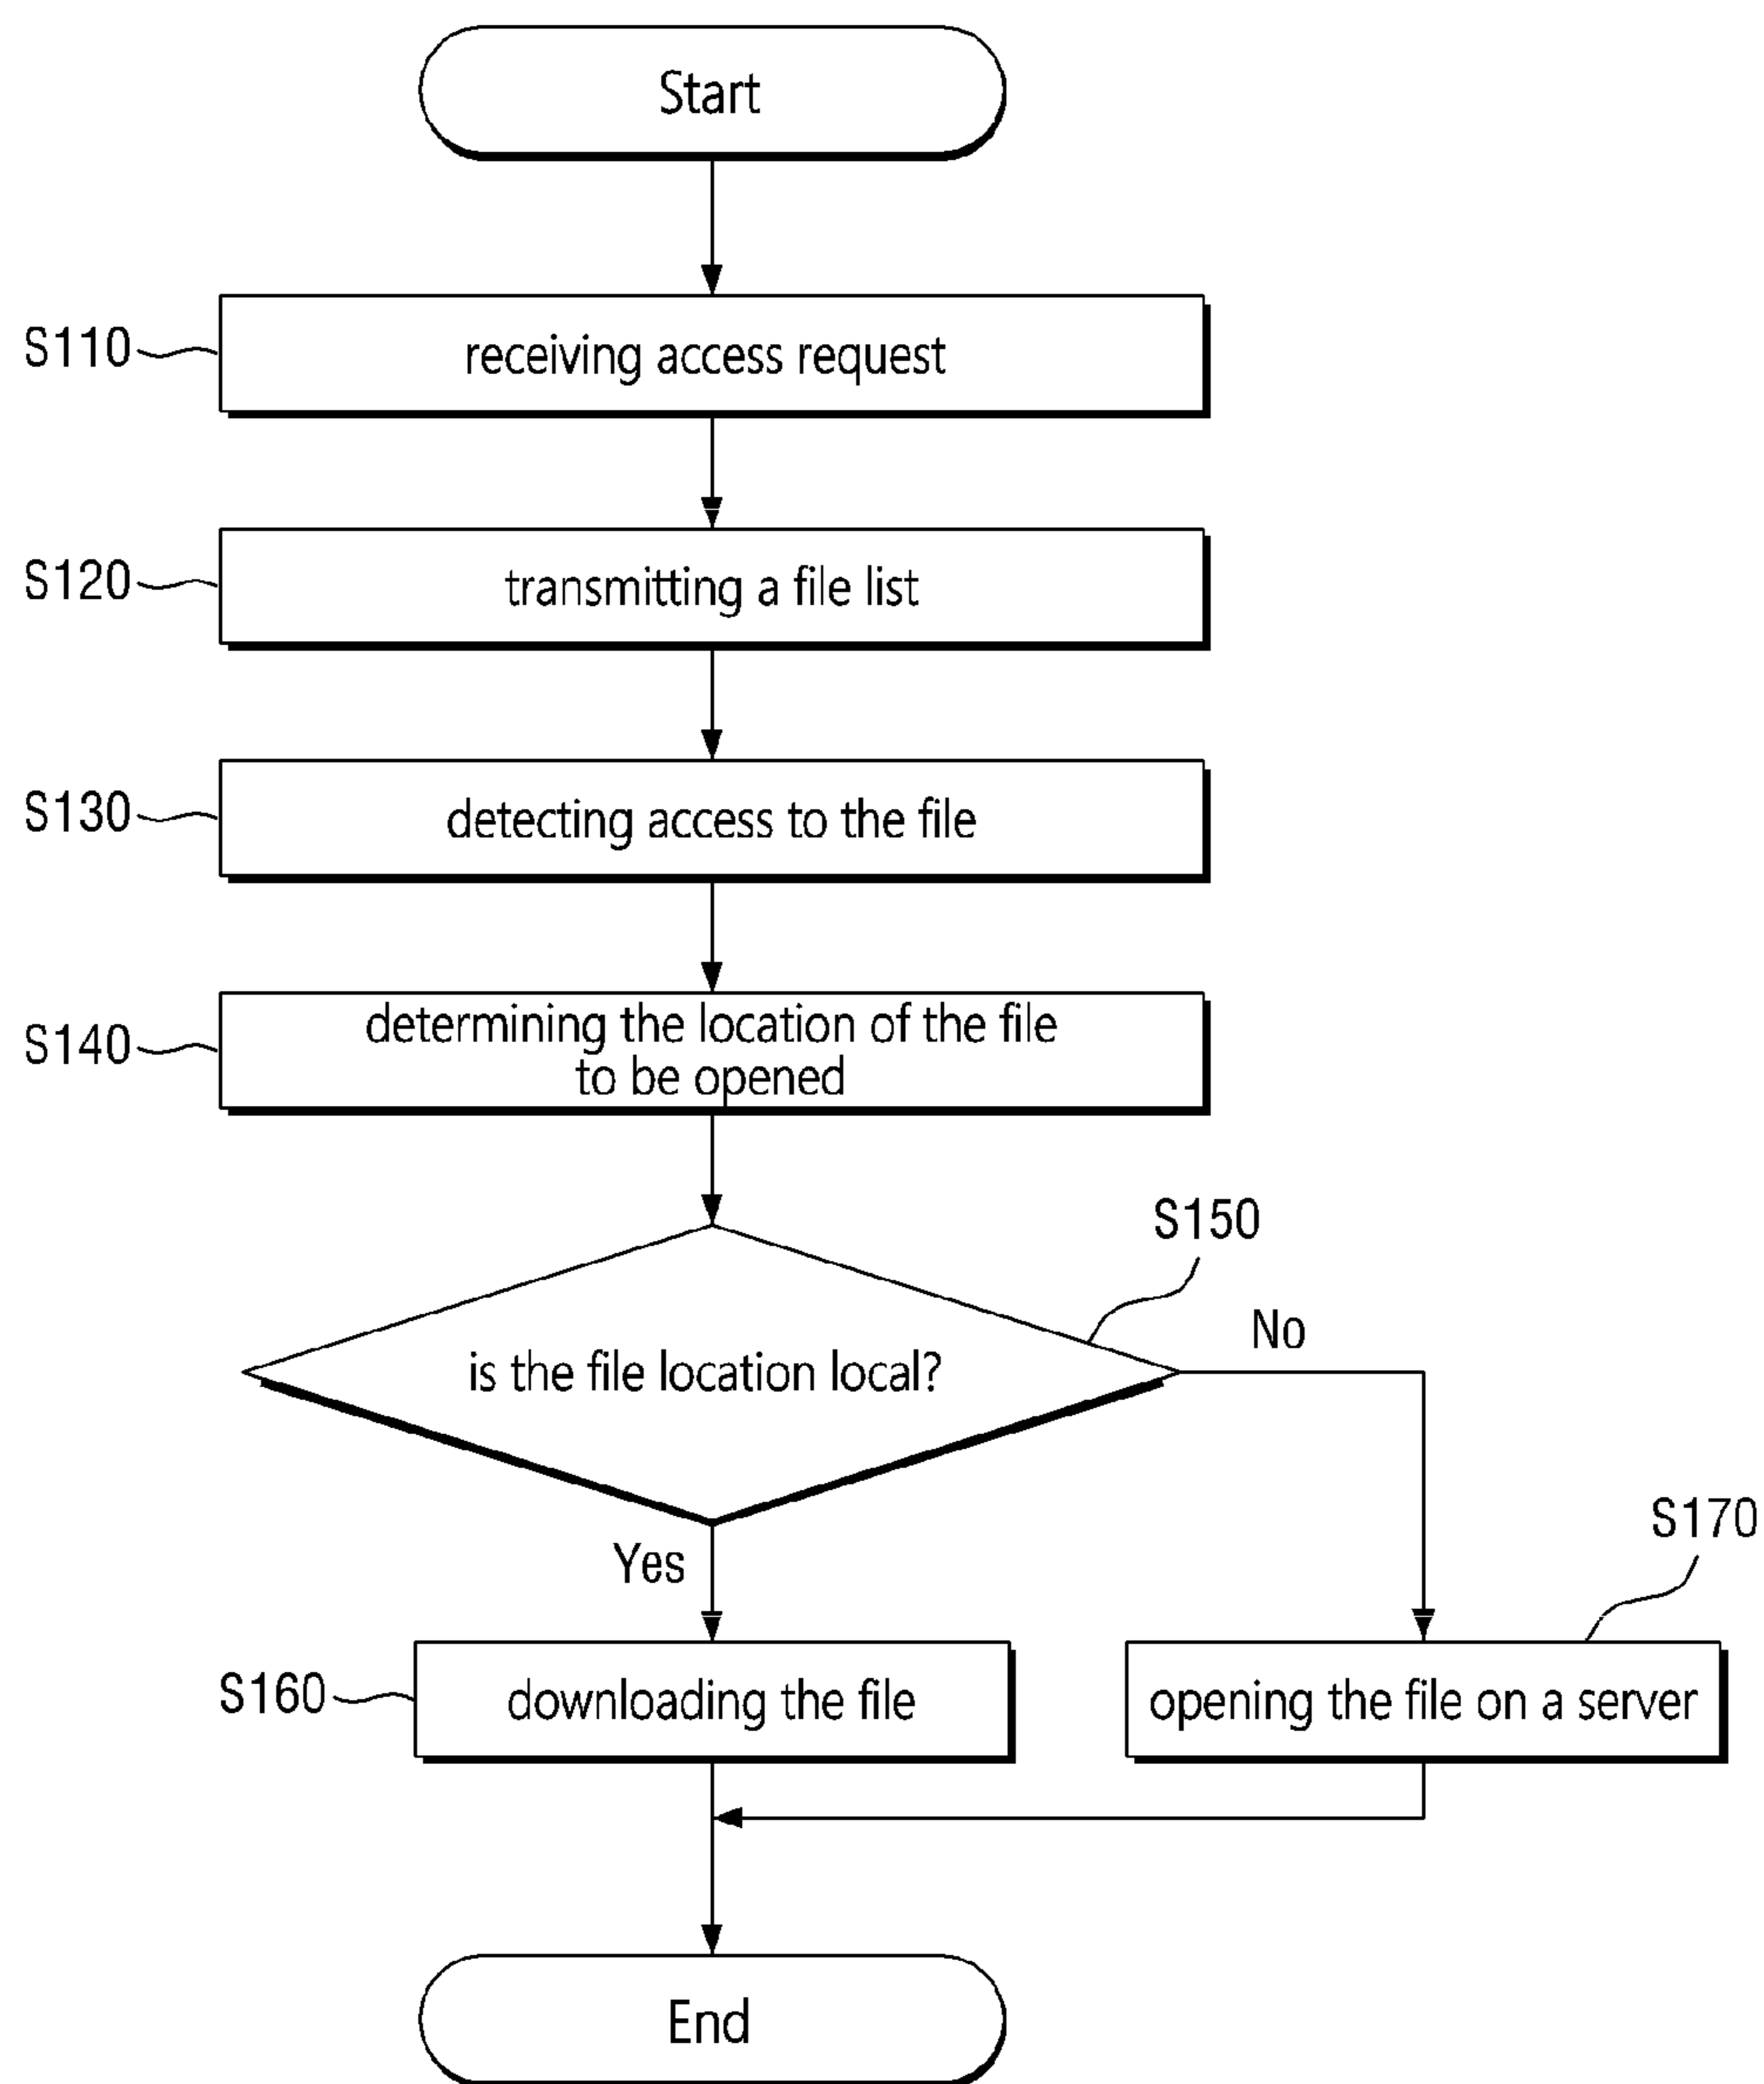 Start
S110
receiving access request
S120
transmitting a file list
S130
detecting access to the file
S140
determining the location of the file
to be opened
S150
is the file location local?
No
Yes
S170
S160
downloading the file
opening the file on a server
End